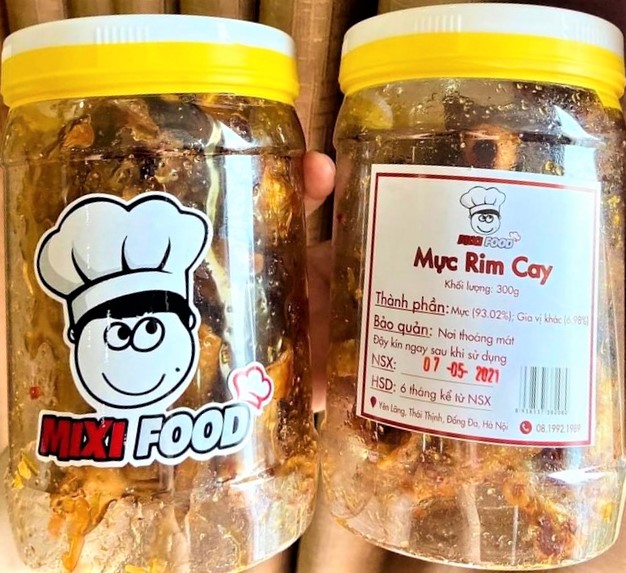 MIXI FOOD
MIXI FOOD
Mực Rim Cay
Khối lượng: 300g
Thành phần: Mực (93.02%); Gia vị khác (6.98%)
Bảo quản: Nơi thoáng mát
Đậy kín ngay sau khi sử dụng
NSX: 07 -05- 2021
HSD: 6 tháng kể từ NSX
Yên Lãng, Thái Thịnh, Đống Đa, Hà Nội
08.1992.1989